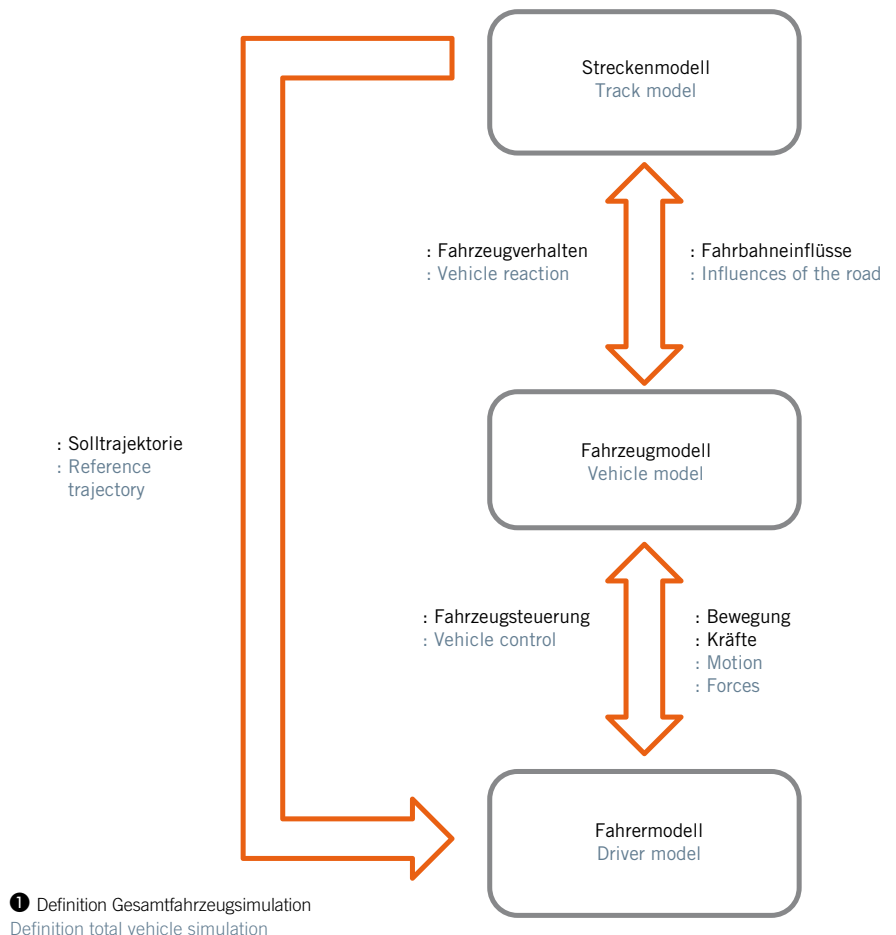 Streckenmodell
Track model
: Fahrzeugverhalten
: Vehicle reaction
: Fahrbahneinflüsse
: Influences of the road
: Solltrajektorie
: Reference
trajectory
Fahrzeugmodell
Vehicle model
: Fahrzeugsteuerung
: Vehicle control
: Bewegung
: Kräfte
: Motion
: Forces
Fahrermodell
Driver model
❶ Definition Gesamtfahrzeugsimulation
Definition total vehicle simulation